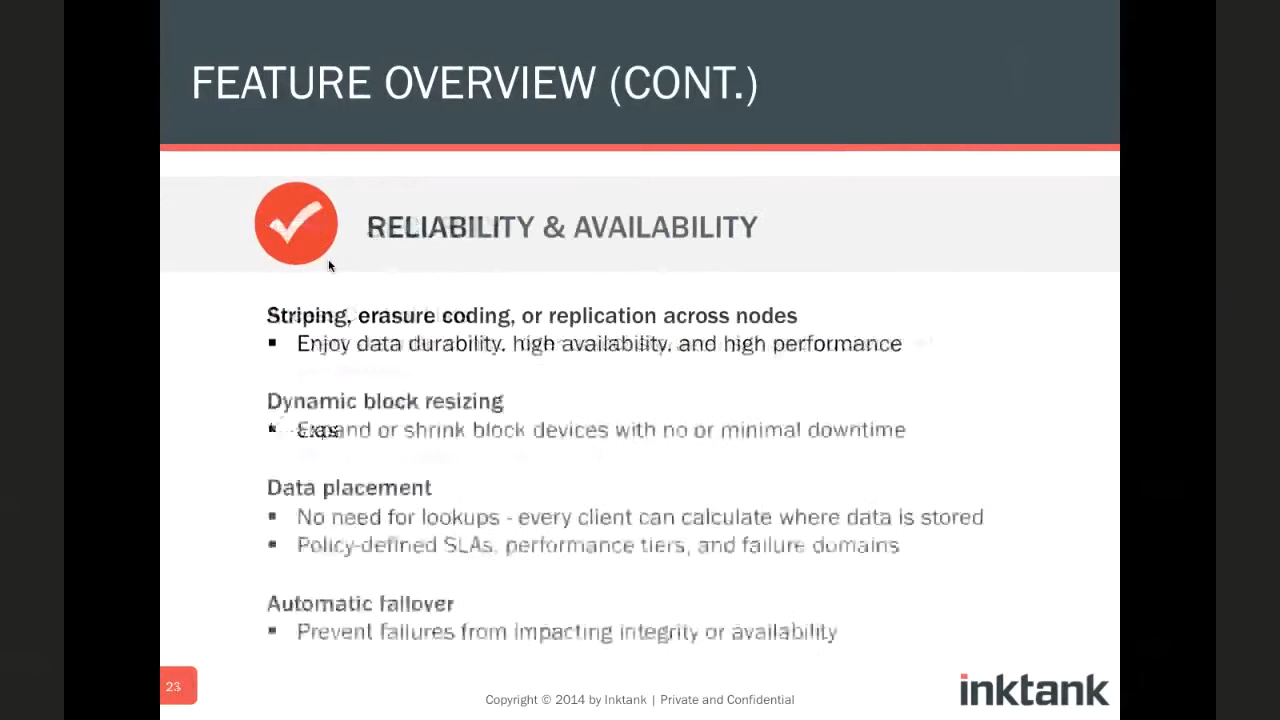 FEATURE OVERVIEW (CONT.)
RELIABILITY & AVAILABILITY
Striping, erasure coding, or replication across nodes
▪ Enjoy data durability, high availability, and high performance
Dynamic block resizing
▪ Expand or shrink block devices with no or minimal downtime
Data placement
▪ No need for lookups - every client can calculate where data is stored
▪ Policy-defined SLAs, performance tiers, and failure domains
Automatic failover
▪ Prevent failures from impacting integrity or availability
23
Copyright © 2014 by Inktank | Private and Confidential
inktank